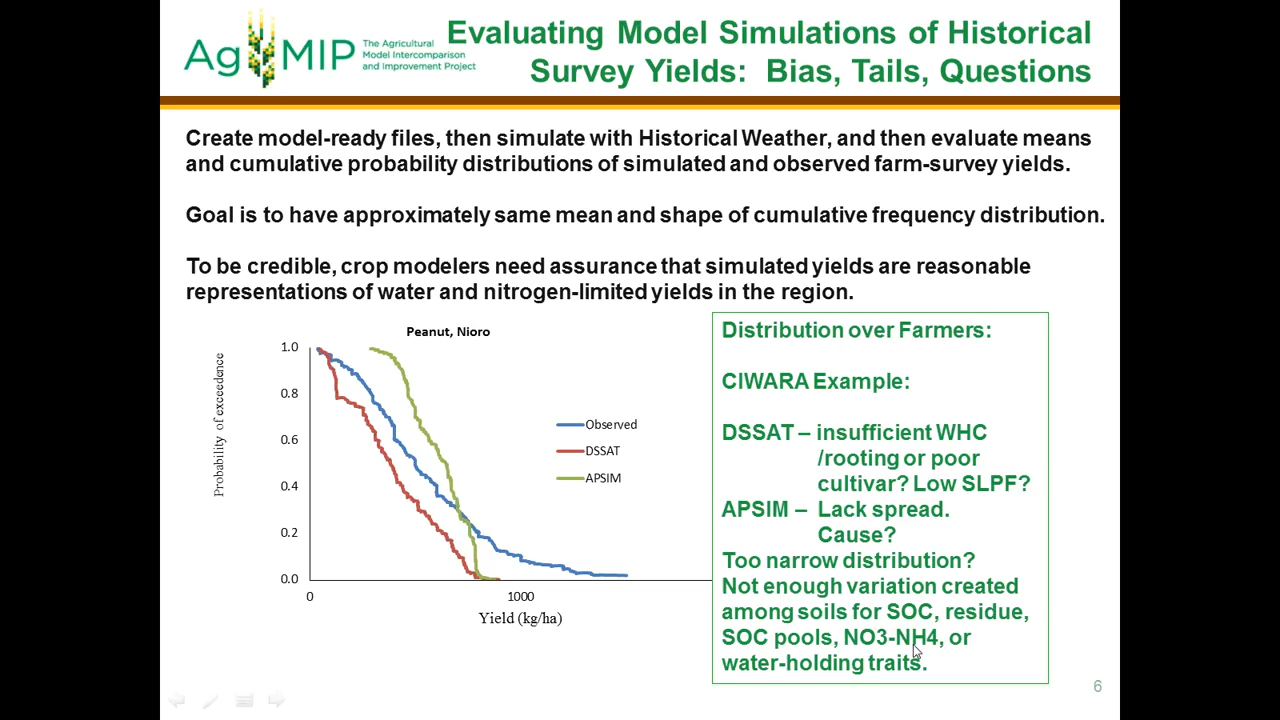 AgMIP
The Agricultural
Model Intercomparison
and Improvement Project
Evaluating Model Simulations of Historical
Survey Yields: Bias, Tails, Questions
Create model-ready files, then simulate with Historical Weather, and then evaluate means
and cumulative probability distributions of simulated and observed farm-survey yields.
Goal is to have approximately same mean and shape of cumulative frequency distribution.
To be credible, crop modelers need assurance that simulated yields are reasonable
representations of water and nitrogen-limited yields in the region.
Peanut, Nioro
Probability of exceedence
1.0
0.8
0.6
0.4
0.2
0.0
0
1000
Yield (kg/ha)
Observed
DSSAT
APSIM
Distribution over Farmers:
CIWARA Example:
DSSAT – insufficient WHC
/rooting or poor
cultivar? Low SLPF?
APSIM – Lack spread.
Cause?
Too narrow distribution?
Not enough variation created
among soils for SOC, residue,
SOC pools, NO3-NH4, or
water-holding traits.
6